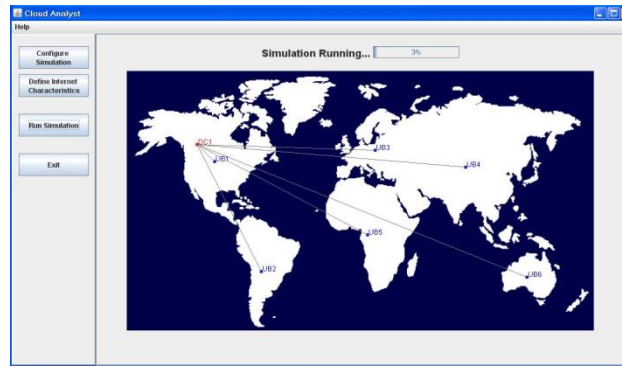 Cloud Analyst
Help
Configure
Simulation
Define Internet
Characteristics
Run Simulation
Exit
Simulation Running...
3%
DC1
UB1
UB3
UB4
UB5
UB2
UB6